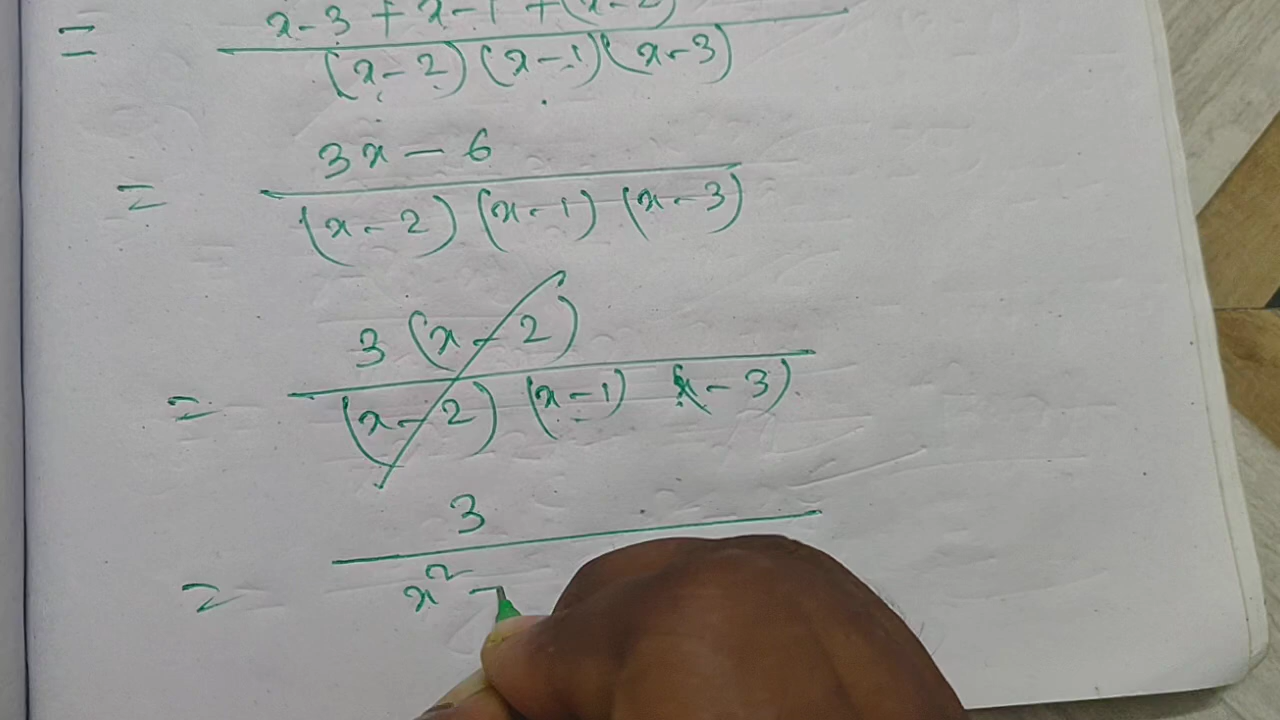 = x-3 + x-1 + (x-2)
(x-2) (x-1) (x-3)
= 3x - 6
(x-2) (x-1) (x-3)
= 3 (x-2)
(x-2) (x-1) (x-3)
= 3
x² -